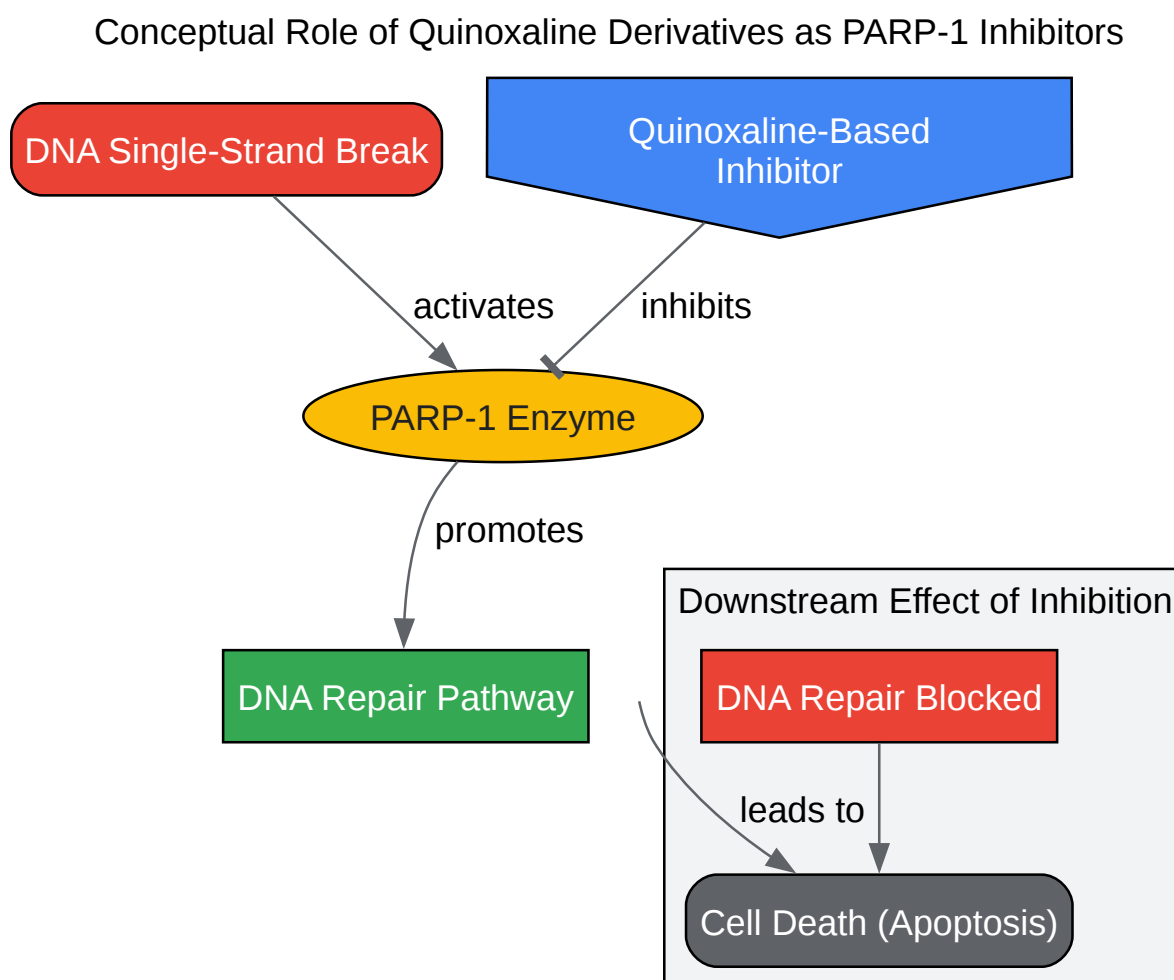 Conceptual Role of Quinoxaline Derivatives as PARP-1 Inhibitors
DNA Single-Strand Break
Quinoxaline-Based
Inhibitor
activates
inhibits
PARP-1 Enzyme
promotes
Downstream Effect of Inhibition
DNA Repair Pathway
DNA Repair Blocked
leads to
Cell Death (Apoptosis)